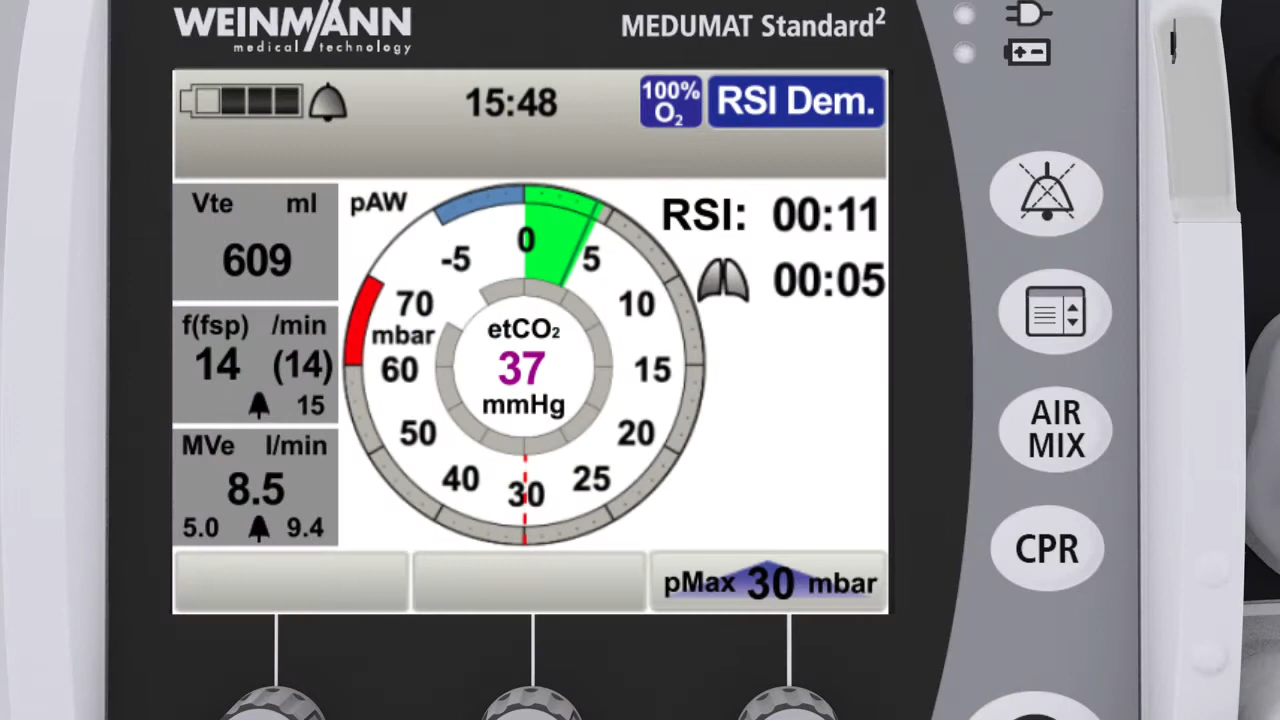 WEINMANN
medical technology
MEDUMAT Standard²
15:48
100%
O₂
RSI Dem.
Vte ml
609
f(fsp) /min
14 (14)
15
MVe l/min
8.5
5.0 9.4
pAW
-5
0
5
10
15
20
25
30
40
50
60
70
mbar
etCO₂
37
mmHg
RSI: 00:11
00:05
pMax 30 mbar
AIR
MIX
CPR